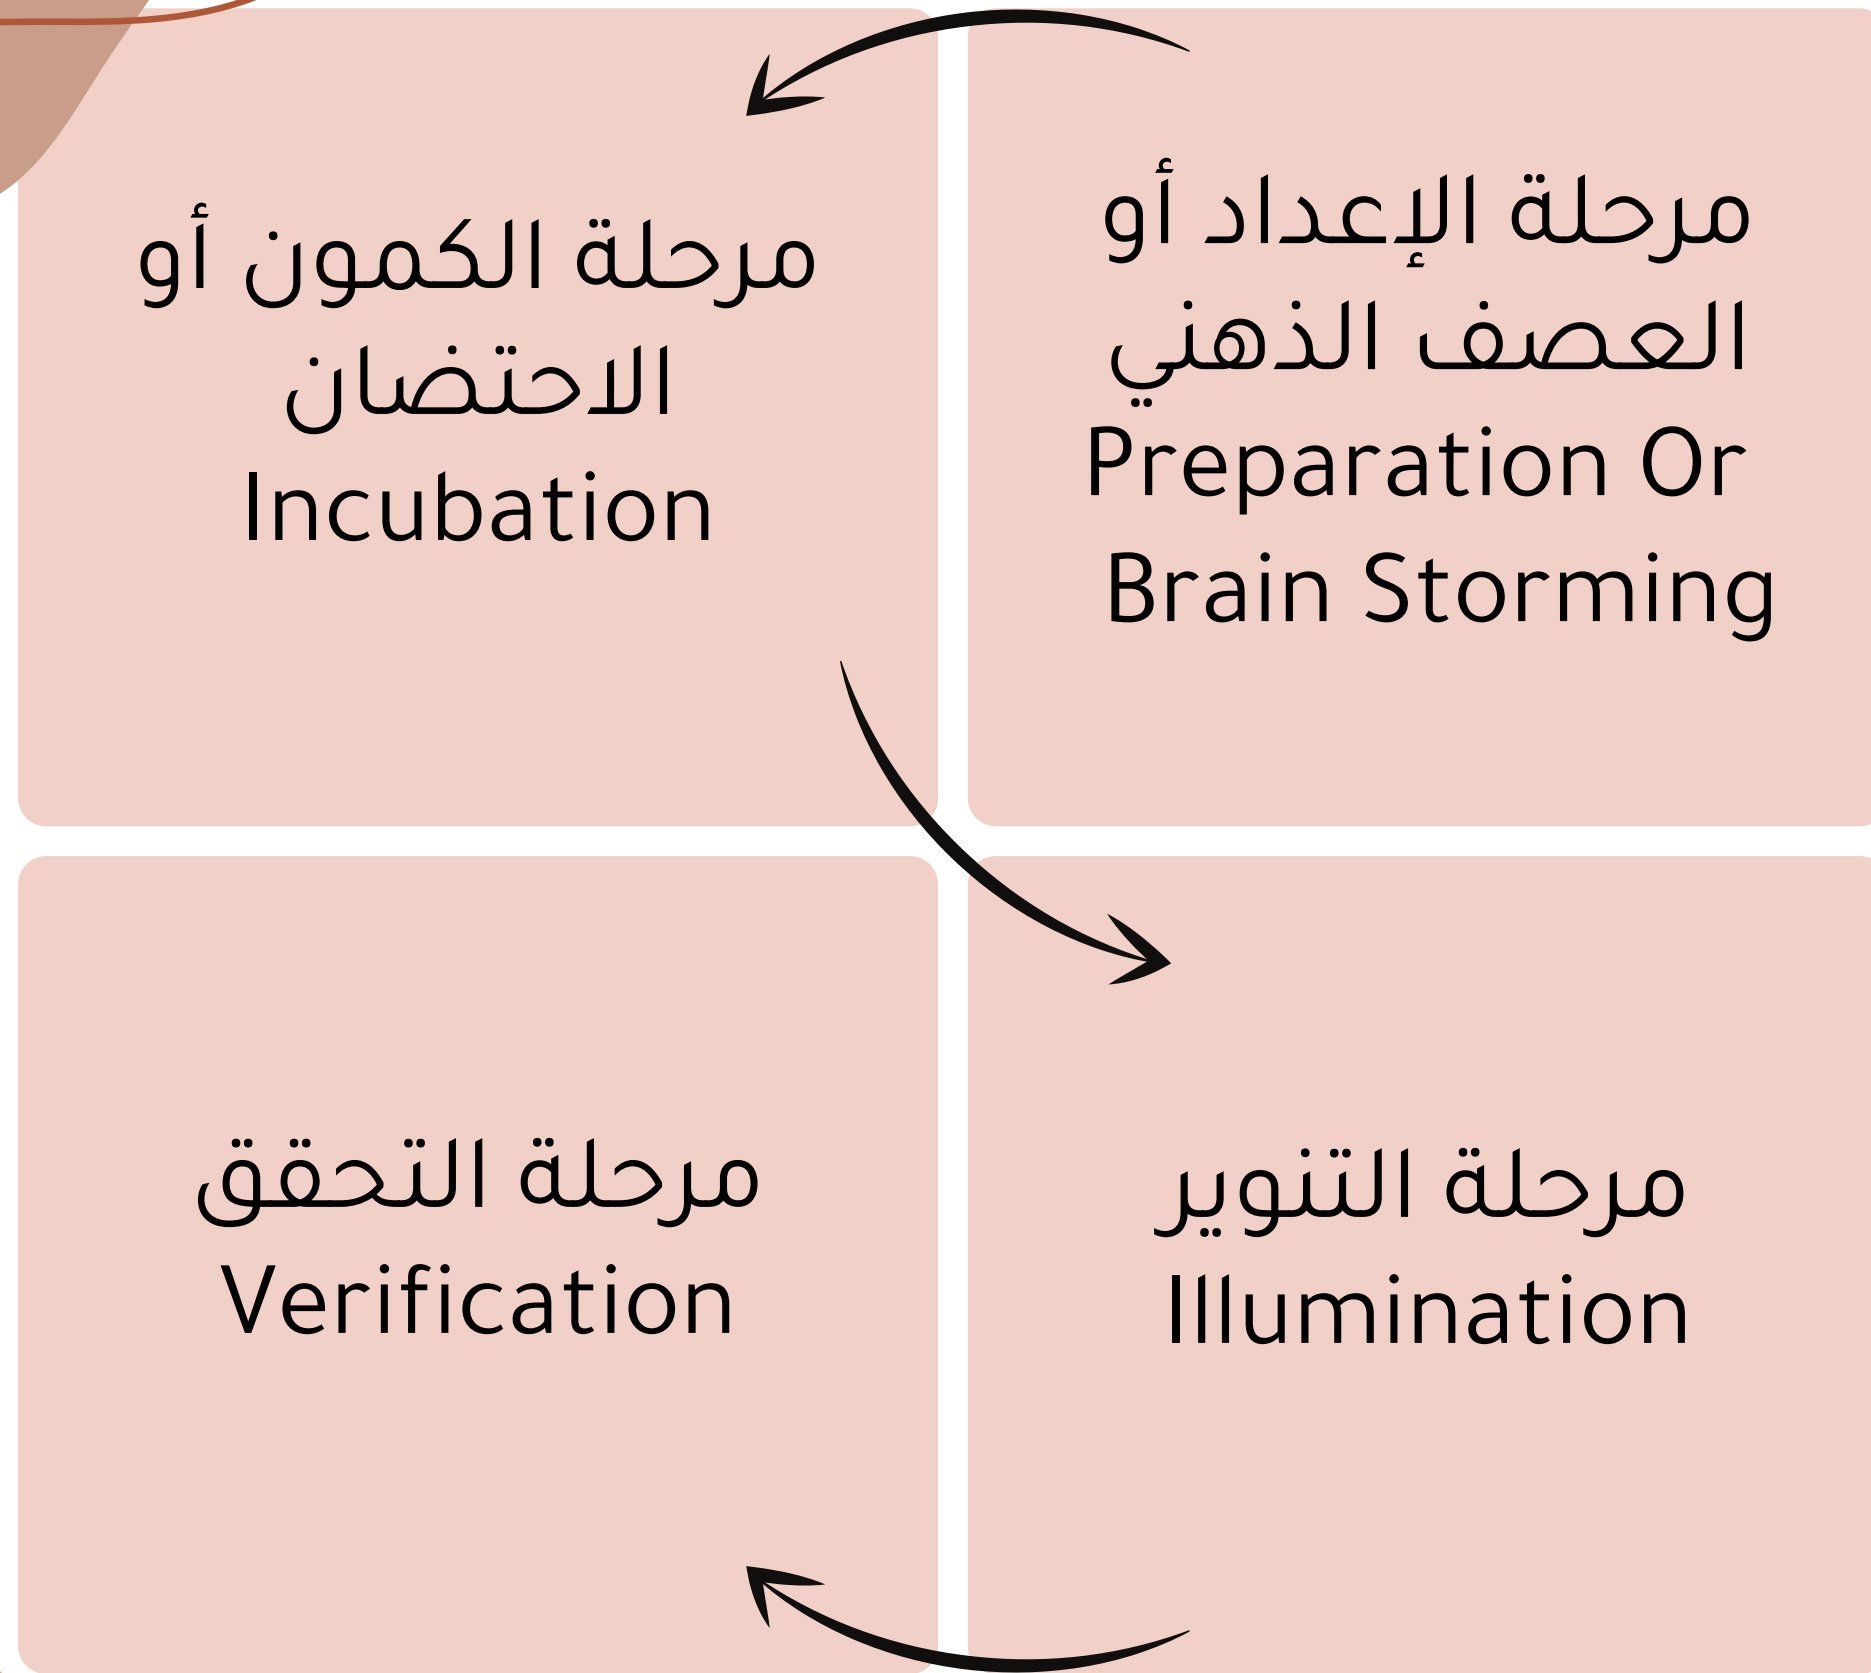 مرحلة الإعداد أو
العصف الذهني
Preparation Or
Brain Storming
مرحلة الكمون أو
الاحتضان
Incubation
مرحلة التنوير
Illumination
مرحلة التحقق
Verification